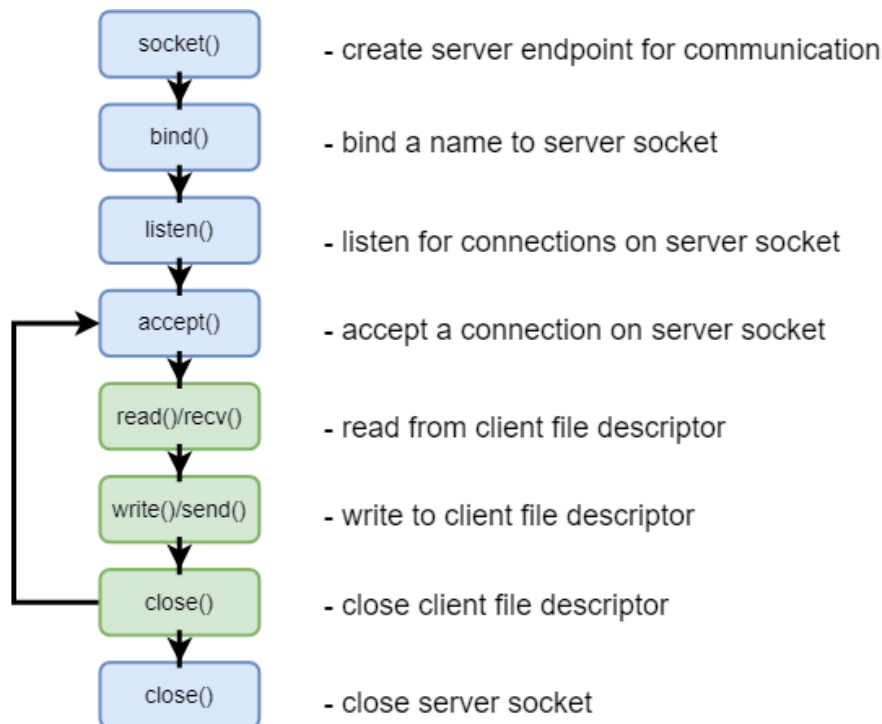 socket() - create server endpoint for communication
bind() - bind a name to server socket
listen() - listen for connections on server socket
accept() - accept a connection on server socket
read()/recv() - read from client file descriptor
write()/send() - write to client file descriptor
close() - close client file descriptor
close() - close server socket